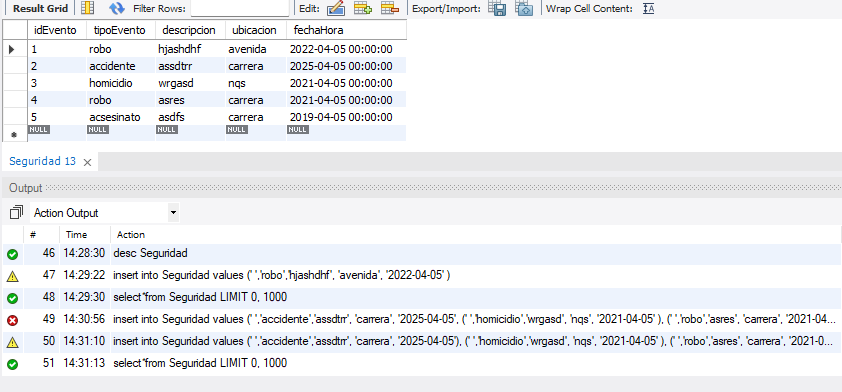 Result Grid Filter Rows: Edit: Export/Import: Wrap Cell Content: IA
idEvento tipoEvento descripcion ubicacion fechaHora
1 robo hjashdhf avenida 2022-04-05 00:00:00
2 accidente assdtrr carrera 2025-04-05 00:00:00
3 homicidio wrgasd nqs 2021-04-05 00:00:00
4 robo asres carrera 2021-04-05 00:00:00
5 acsesinato asdfs carrera 2019-04-05 00:00:00
NULL NULL NULL NULL NULL
Seguridad 13
Output
Action Output
# Time Action
46 14:28:30 desc Seguridad
47 14:29:22 insert into Seguridad values (' ','robo','hjashdhf', 'avenida', '2022-04-05' )
48 14:29:30 select*from Seguridad LIMIT 0, 1000
49 14:30:56 insert into Seguridad values (' ','accidente','assdtrr', 'carrera', '2025-04-05', (' ','homicidio','wrgasd', 'nqs', '2021-04-05' ), (' ','robo','asres', 'carrera', '2021-04...
50 14:31:10 insert into Seguridad values (' ','accidente','assdtrr', 'carrera', '2025-04-05'), (' ','homicidio','wrgasd', 'nqs', '2021-04-05' ), (' ','robo','asres', 'carrera', '2021-0...
51 14:31:13 select*from Seguridad LIMIT 0, 1000